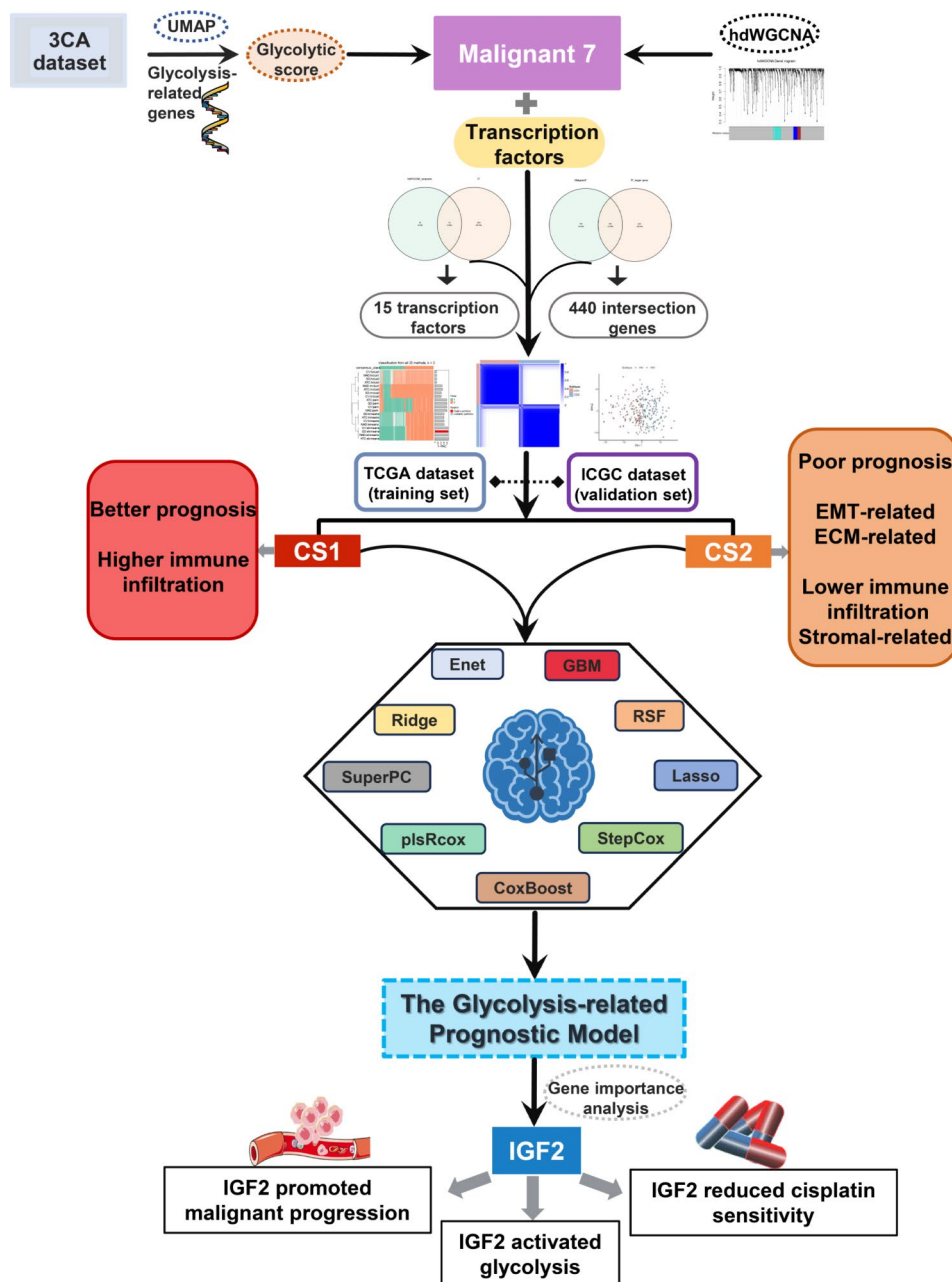 3CA
dataset
UMAP
Glycolysis-
related
genes
Glycolytic
score
Malignant 7
hdWGCNA
Transcription
factors
15 transcription
factors
440 intersection
genes
TCGA dataset
(training set)
ICGC dataset
(validation set)
Better prognosis
Higher immune
infiltration
CS1
CS2
Poor prognosis
EMT-related
ECM-related
Lower immune
infiltration
Stromal-related
Enet
GBM
Ridge
RSF
SuperPC
Lasso
plsRcox
StepCox
CoxBoost
The Glycolysis-related
Prognostic Model
Gene importance
analysis
IGF2
IGF2 promoted
malignant progression
IGF2 activated
glycolysis
IGF2 reduced cisplatin
sensitivity